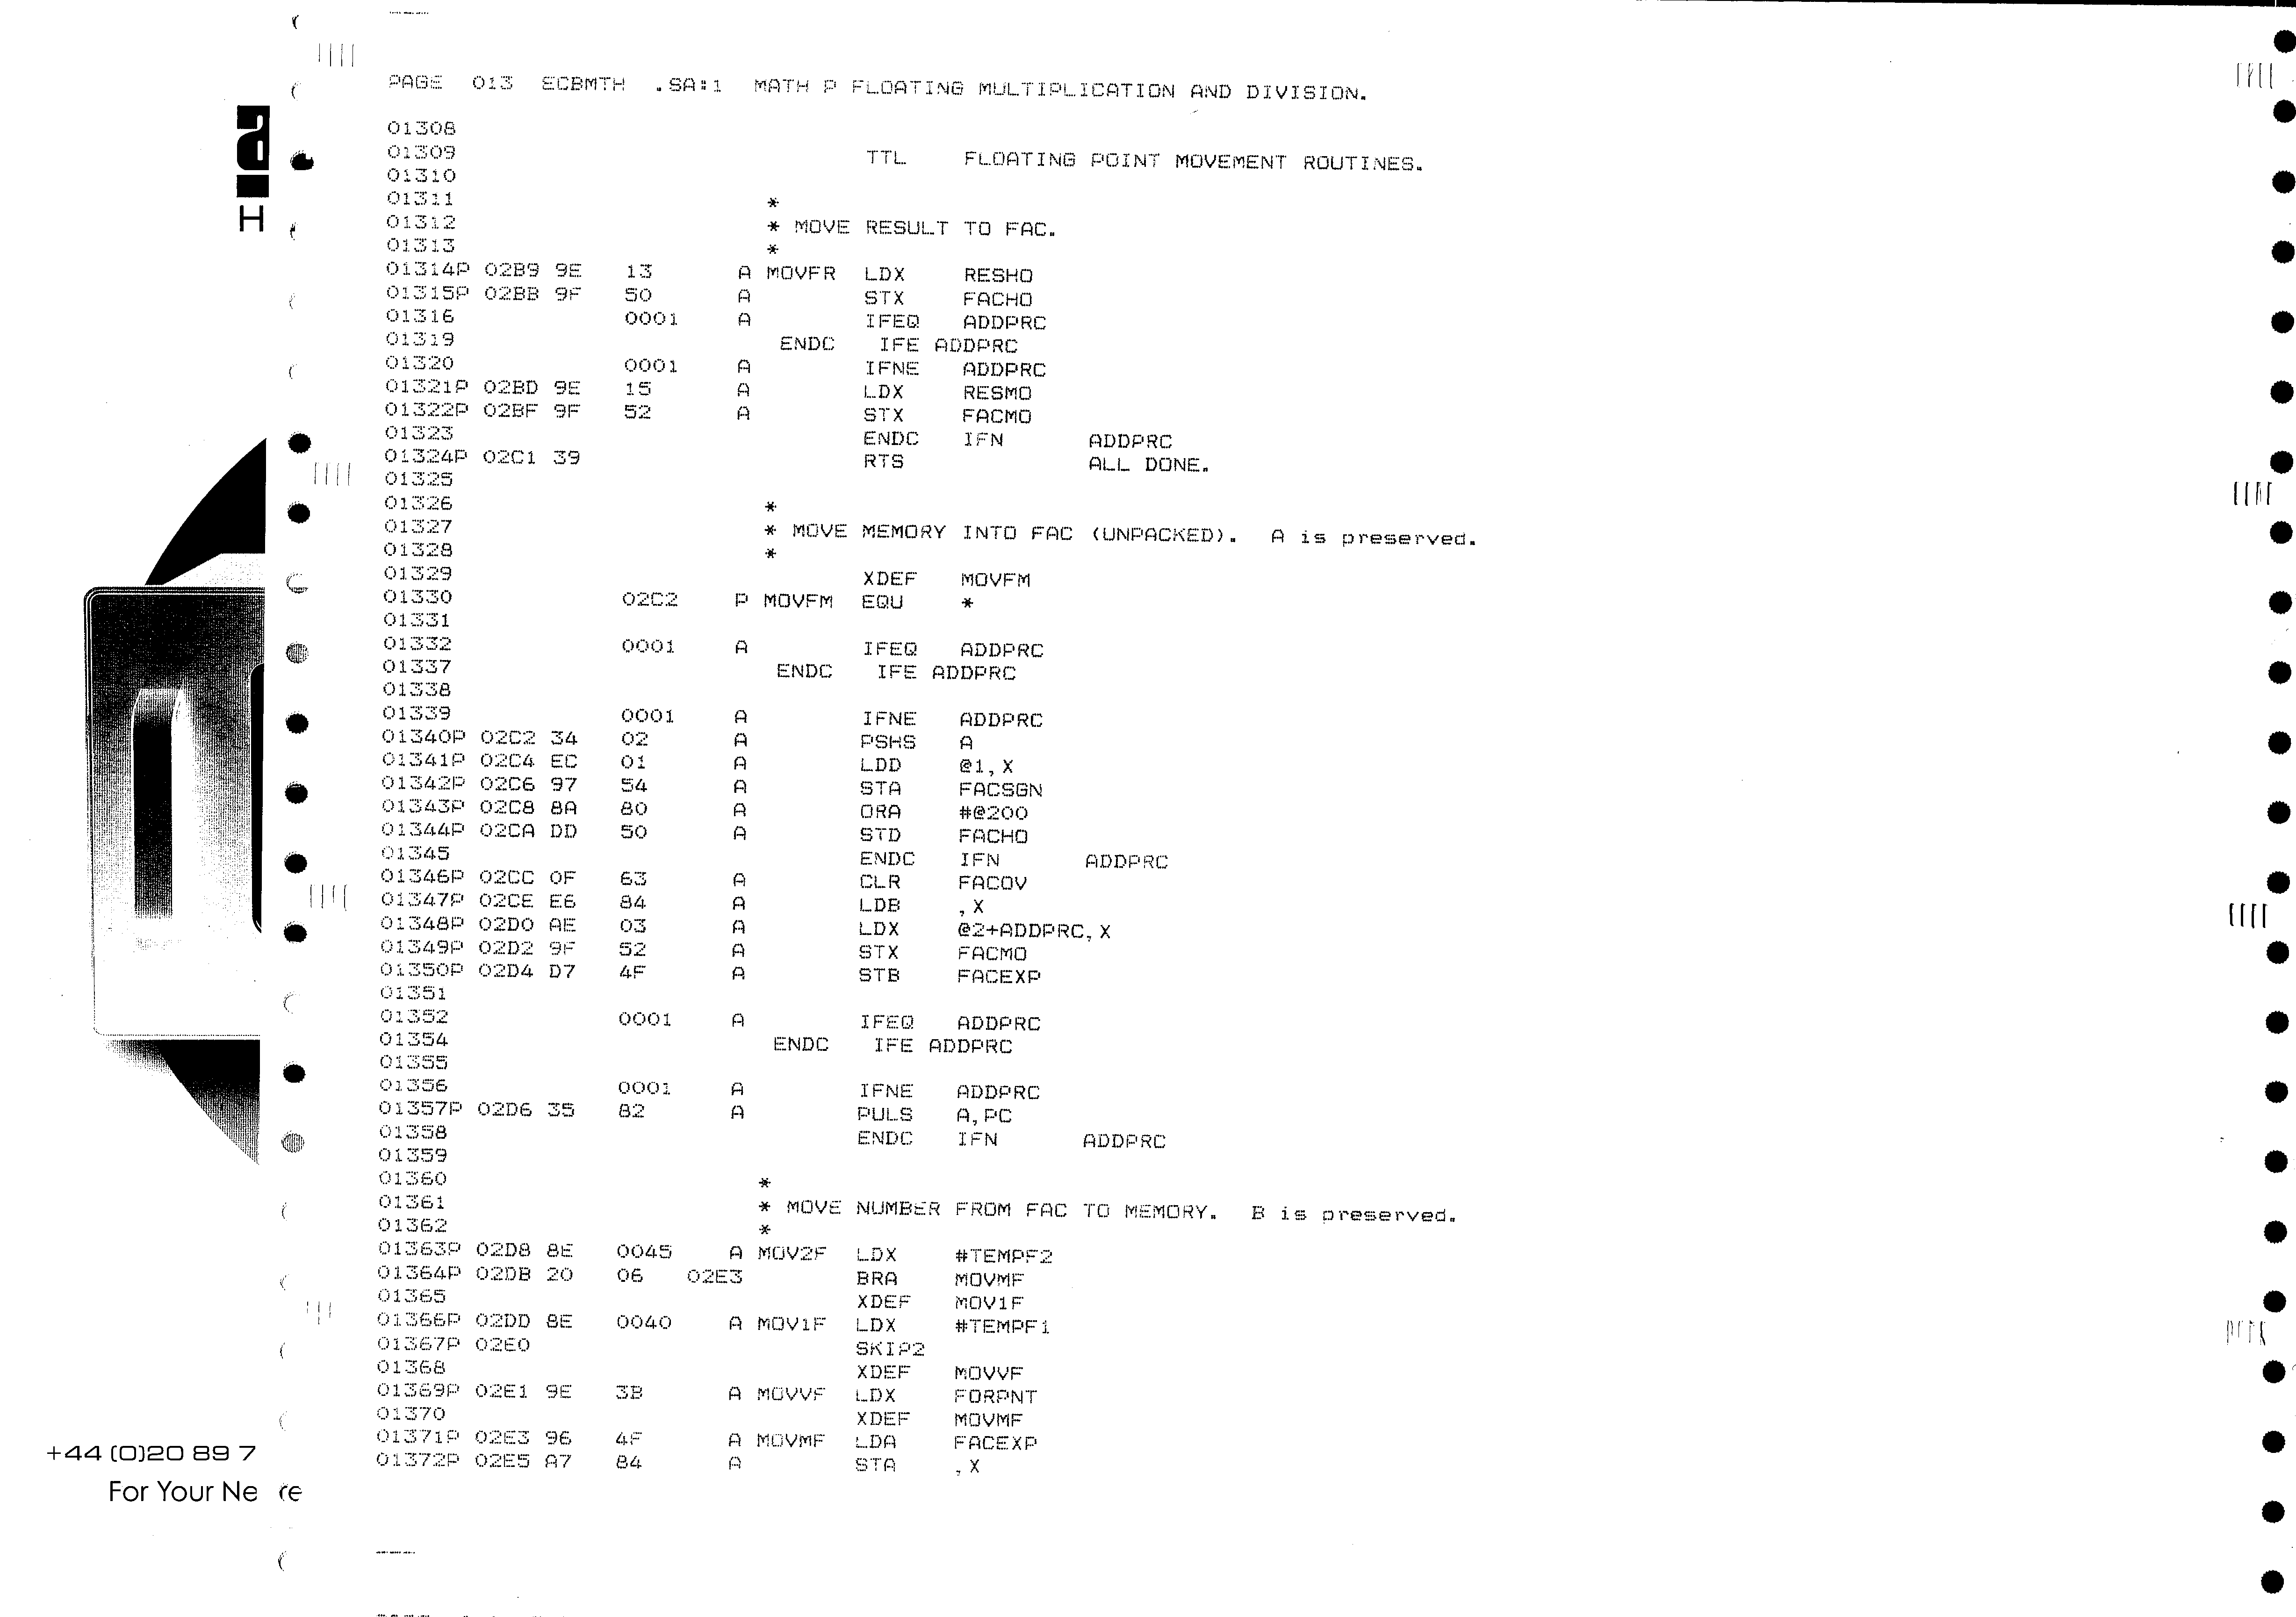 PAGE  013  ECBMTH  .SA:1  MATH P FLOATING MULTIPLICATION AND DIVISION.
01308
01309 TTL FLOATING POINT MOVEMENT ROUTINES.
01310
01311 *
01312 * MOVE RESULT TO FAC.
01313 *
01314P 02B9 9E 13 A MOVFR LDX RESHO
01315P 02BB 9F 50 A STX FACHO
01316 0001 A IFEQ ADDPRC
01319 ENDC IFE ADDPRC
01320 0001 A IFNE ADDPRC
01321P 02BD 9E 15 A LDX RESMO
01322P 02BF 9F 52 A STX FACMO
01323 ENDC IFN ADDPRC
01324P 02C1 39 RTS ALL DONE.
01325
01326 *
01327 * MOVE MEMORY INTO FAC (UNPACKED).  A is preserved.
01328 *
01329 XDEF MOVFM
01330 02C2 P MOVFM EQU *
01331
01332 0001 A IFEQ ADDPRC
01337 ENDC IFE ADDPRC
01338
01339 0001 A IFNE ADDPRC
01340P 02C2 34 02 A PSHS A
01341P 02C4 EC 01 A LDD @1,X
01342P 02C6 97 54 A STA FACSGN
01343P 02C8 8A 80 A ORA #@200
01344P 02CA DD 50 A STD FACHO
01345 ENDC IFN ADDPRC
01346P 02CC 0F 63 A CLR FACOV
01347P 02CE E6 84 A LDB ,X
01348P 02D0 AE 03 A LDX @2+ADDPRC,X
01349P 02D2 9F 52 A STX FACMO
01350P 02D4 D7 4F A STB FACEXP
01351
01352 0001 A IFEQ ADDPRC
01354 ENDC IFE ADDPRC
01355
01356 0001 A IFNE ADDPRC
01357P 02D6 35 82 A PULS A,PC
01358 ENDC IFN ADDPRC
01359
01360 *
01361 * MOVE NUMBER FROM FAC TO MEMORY.  B is preserved.
01362 *
01363P 02D8 8E 0045 A MOV2F LDX #TEMPF2
01364P 02DB 20 06 02E3 BRA MOVMF
01365 XDEF MOV1F
01366P 02DD 8E 0040 A MOV1F LDX #TEMPF1
01367P 02E0 SKIP2
01368 XDEF MOVVF
01369P 02E1 9E 3B A MOVVF LDX FORPNT
01370 XDEF MOVMF
01371P 02E3 96 4F A MOVMF LDA FACEXP
01372P 02E5 A7 84 A STA ,X
H
+44 (0)20 89 7
For Your Ne re